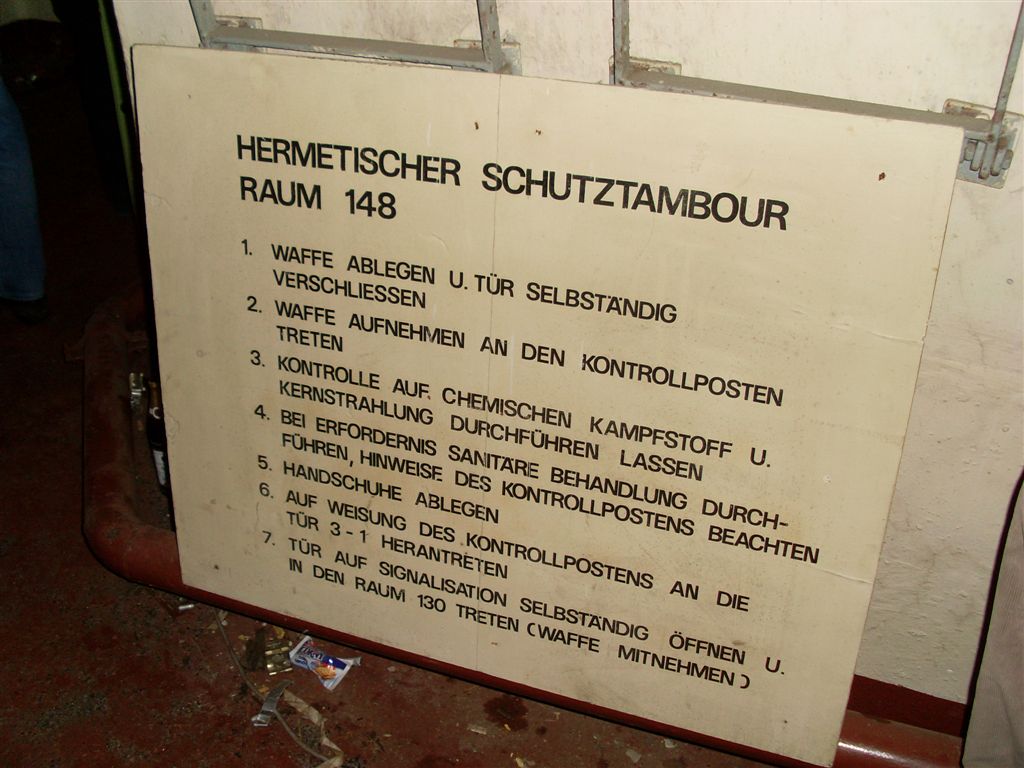 HERMETISCHER SCHUTZTAMBOUR
RAUM 148
1. WAFFE ABLEGEN U. TÜR SELBSTÄNDIG
VERSCHLIESSEN
2. WAFFE AUFNEHMEN AN DEN KONTROLLPOSTEN
TRETEN
3. KONTROLLE AUF CHEMISCHEN KAMPFSTOFF U.
KERNSTRAHLUNG DURCHFÜHREN LASSEN
4. BEI ERFORDERNIS SANITÄRE BEHANDLUNG DURCH-
FÜHREN, HINWEISE DES KONTROLLPOSTENS BEACHTEN
5. HANDSCHUHE ABLEGEN
6. AUF WEISUNG DES KONTROLLPOSTENS AN DIE
TÜR 3-1 HERANTRETEN
7. TÜR AUF SIGNALISATION SELBSTÄNDIG ÖFFNEN U.
IN DEN RAUM 130 TRETEN (WAFFE MITNEHMEN)